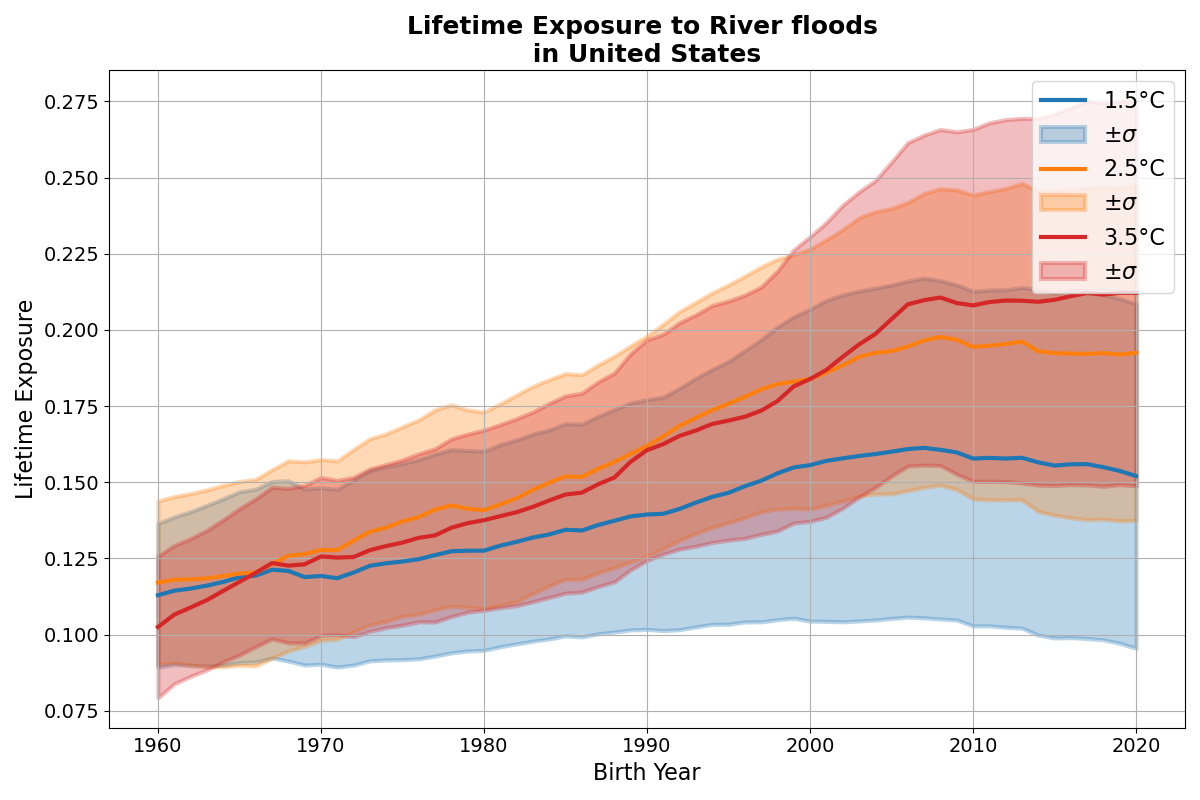 Lifetime Exposure to River floods
in United States
Lifetime Exposure
0.275
0.250
0.225
0.200
0.175
0.150
0.125
0.100
0.075
1.5°C
±σ
2.5°C
±σ
3.5°C
±σ
1960
1970
1980
1990
2000
2010
2020
Birth Year